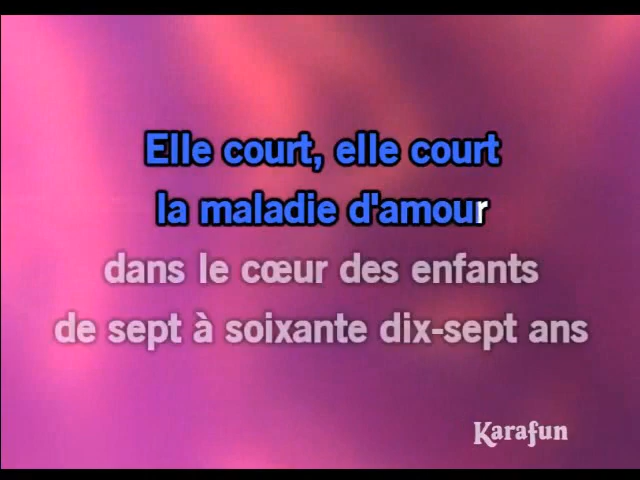 Elle court, elle court
la maladie d'amour
dans le cœur des enfants
de sept à soixante dix-sept ans
Karafun